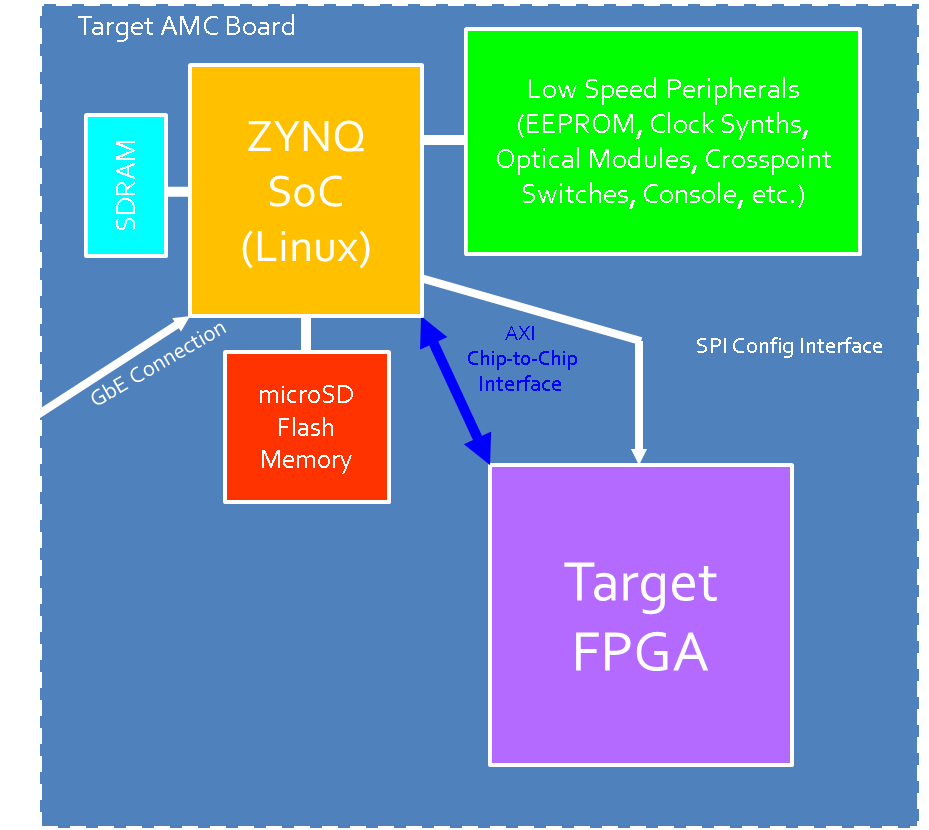 Target AMC Board
Low Speed Peripherals
(EEPROM, Clock Synths,
Optical Modules, Crosspoint
Switches, Console, etc.)
ZYNQ
SoC
(Linux)
SDRAM
GbE Connection
AXI
Chip-to-Chip
Interface
SPI Config Interface
microSD
Flash
Memory
Target
FPGA